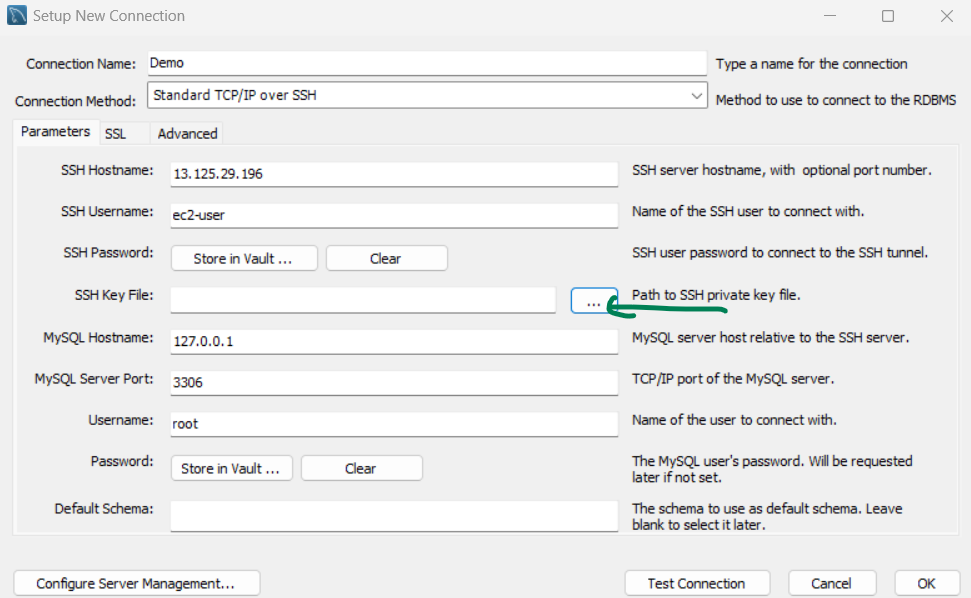 Setup New Connection
Connection Name: Demo Type a name for the connection
Connection Method: Standard TCP/IP over SSH Method to use to connect to the RDBMS
Parameters SSL Advanced
SSH Hostname: 13.125.29.196 SSH server hostname, with optional port number.
SSH Username: ec2-user Name of the SSH user to connect with.
SSH Password: Store in Vault ... Clear SSH user password to connect to the SSH tunnel.
SSH Key File: ... Path to SSH private key file.
MySQL Hostname: 127.0.0.1 MySQL server host relative to the SSH server.
MySQL Server Port: 3306 TCP/IP port of the MySQL server.
Username: root Name of the user to connect with.
Password: Store in Vault ... Clear The MySQL user's password. Will be requested
later if not set.
Default Schema: The schema to use as default schema. Leave
blank to select it later.
Configure Server Management... Test Connection Cancel OK